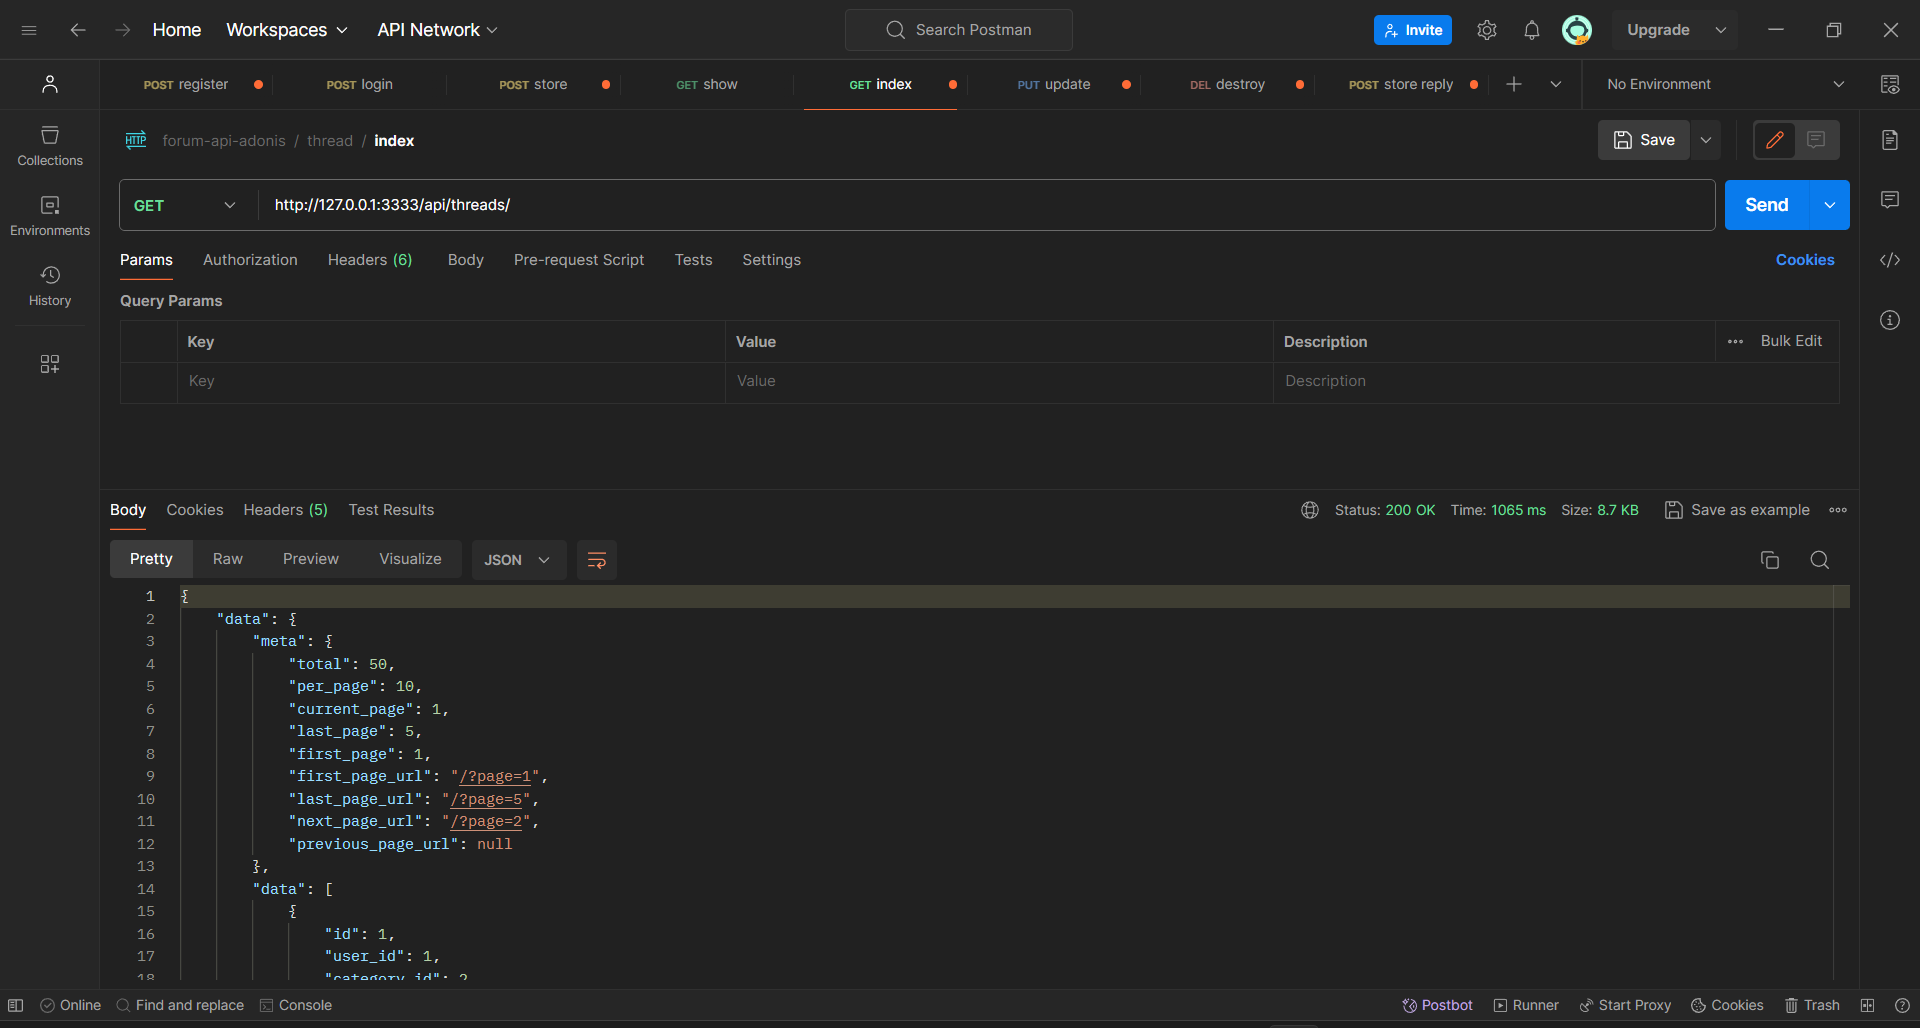 Home Workspaces API Network Search Postman Invite Upgrade
POST register POST login POST store GET show GET index PUT update DEL destroy POST store reply No Environment
HTTP forum-api-adonis / thread / index Save
Collections
GET http://127.0.0.1:3333/api/threads/ Send
Environments
Params Authorization Headers (6) Body Pre-request Script Tests Settings Cookies
History
Query Params
Key Value Description Bulk Edit
Key Value Description
Body Cookies Headers (5) Test Results Status: 200 OK Time: 1065 ms Size: 8.7 KB Save as example
Pretty Raw Preview Visualize JSON
1 {
2 "data": {
3 "meta": {
4 "total": 50,
5 "per_page": 10,
6 "current_page": 1,
7 "last_page": 5,
8 "first_page": 1,
9 "first_page_url": "/?page=1",
10 "last_page_url": "/?page=5",
11 "next_page_url": "/?page=2",
12 "previous_page_url": null
13 },
14 "data": [
15 {
16 "id": 1,
17 "user_id": 1,
18 "category_id": 2
Online Find and replace Console Postbot Runner Start Proxy Cookies Trash